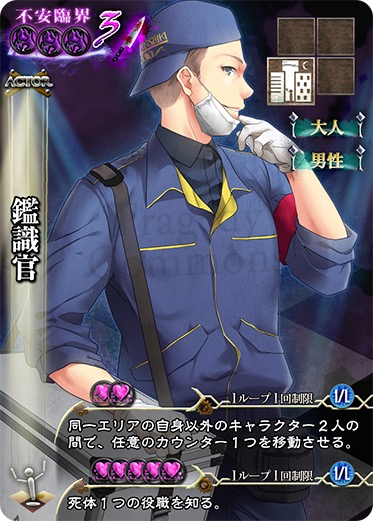 不安臨界
3
ACTOR
大人
男性
鑑識官
Tragedy
Commons
1ループ1回制限 1/L
同一エリアの自身以外のキャラクター2人の
間で、任意のカウンター1つを移動させる。
1ループ1回制限 1/L
死体1つの役職を知る。